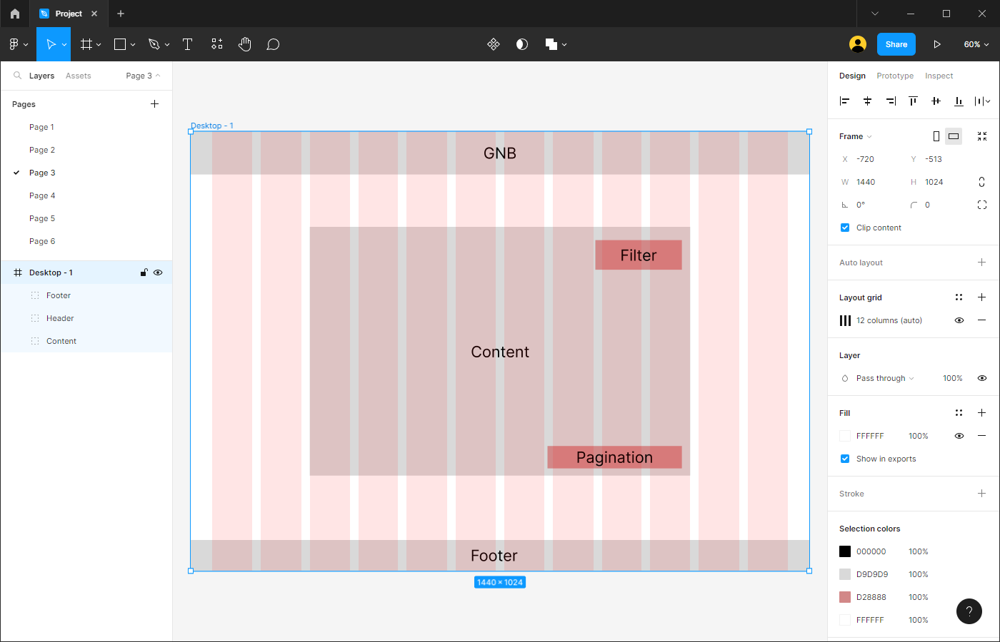 Project
Share
60%
Layers Assets Page 3
Pages
Page 1
Page 2
Page 3
Page 4
Page 5
Page 6
Desktop - 1
Footer
Header
Content
Desktop - 1
GNB
Filter
Content
Pagination
Footer
1440 × 1024
Design Prototype Inspect
Frame
X -720 Y -513
W 1440 H 1024
0° 0
Clip content
Auto layout
Layout grid
12 columns (auto)
Layer
Pass through 100%
Fill
FFFFFF 100%
Show in exports
Stroke
Selection colors
000000 100%
D9D9D9 100%
D28888 100%
FFFFFF 100%
?